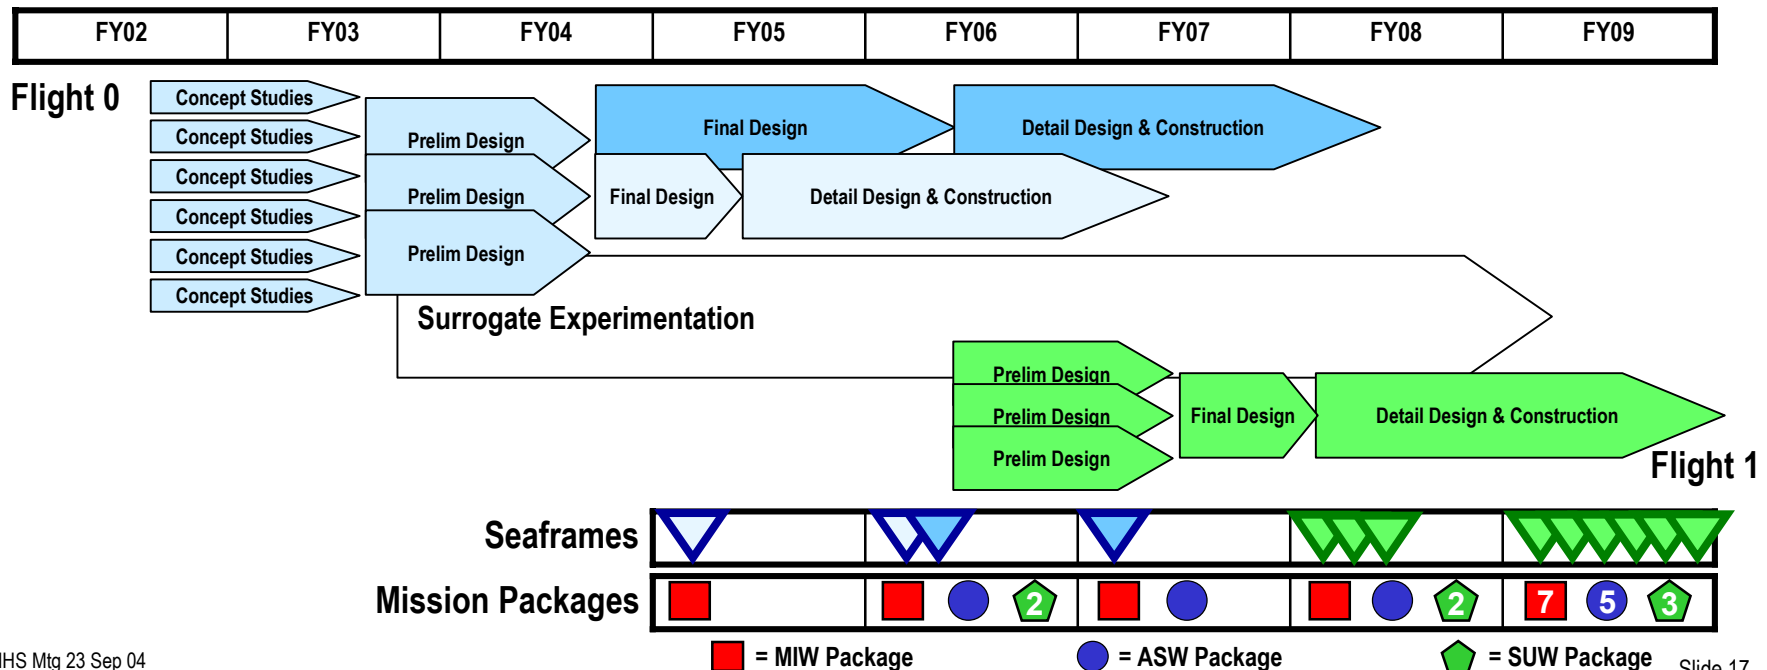 FY02 FY03 FY04 FY05 FY06 FY07 FY08 FY09
Flight 0
Concept Studies
Concept Studies
Concept Studies
Concept Studies
Concept Studies
Concept Studies
Prelim Design
Prelim Design
Prelim Design
Final Design
Detail Design & Construction
Final Design
Detail Design & Construction
Surrogate Experimentation
Prelim Design
Prelim Design
Prelim Design
Final Design
Detail Design & Construction
Flight 1
Seaframes
Mission Packages
2 2 7 5 3
= MIW Package = ASW Package = SUW Package
Mtg 23 Sep 04
Slide 17